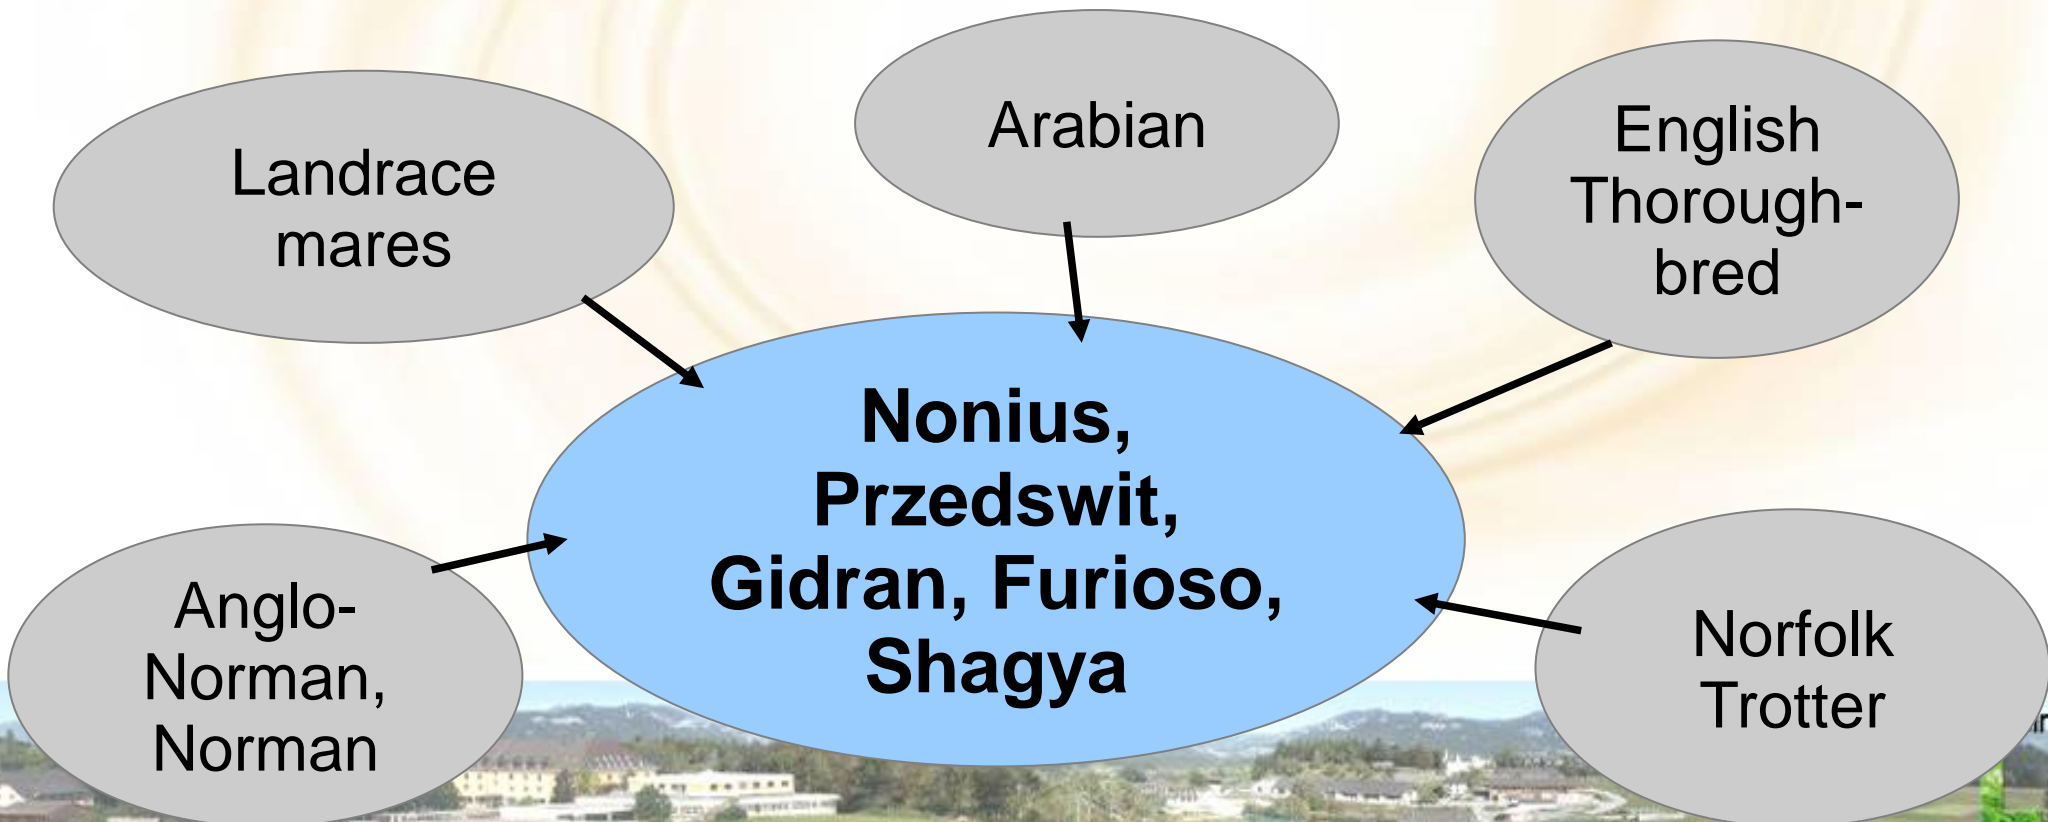 Landrace
mares
Arabian
English
Thorough-
bred
Nonius,
Przedswit,
Gidran, Furioso,
Shagya
Anglo-
Norman,
Norman
Norfolk
Trotter